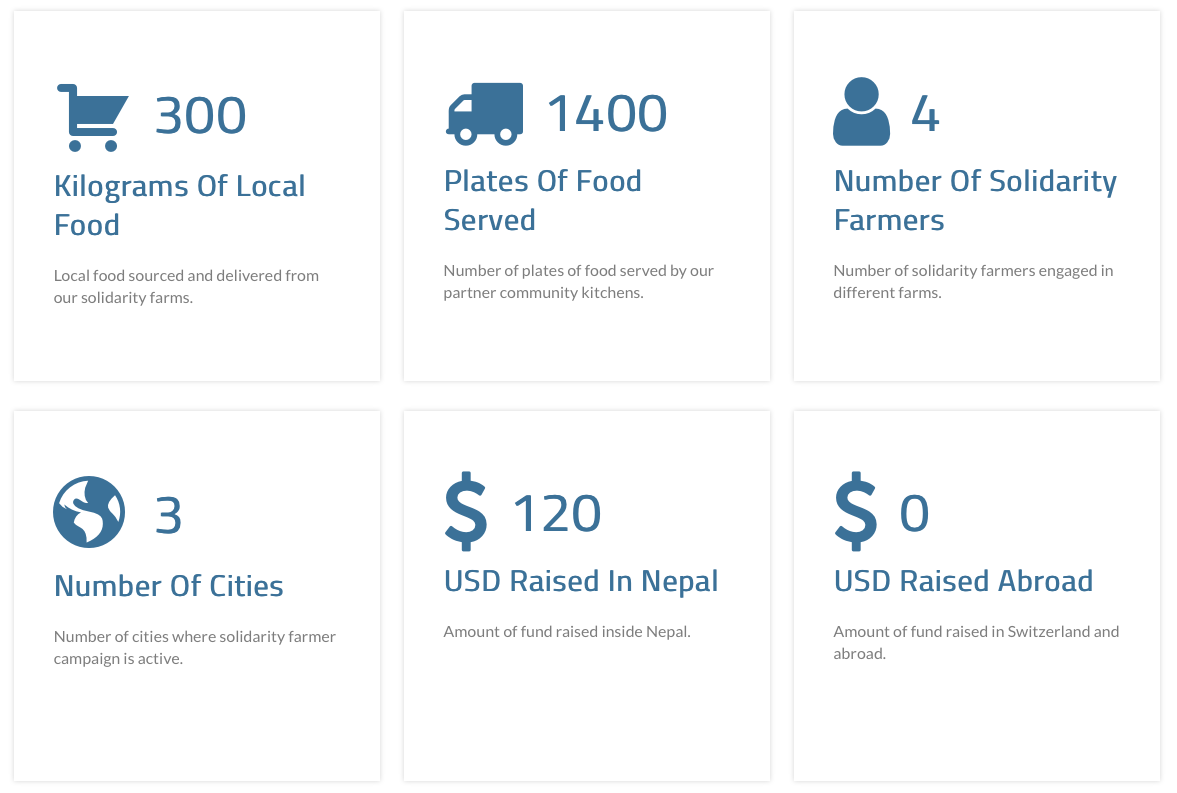 300
Kilograms Of Local
Food
Local food sourced and delivered from
our solidarity farms.
1400
Plates Of Food
Served
Number of plates of food served by our
partner community kitchens.
4
Number Of Solidarity
Farmers
Number of solidarity farmers engaged in
different farms.
3
Number Of Cities
Number of cities where solidarity farmer
campaign is active.
$ 120
USD Raised In Nepal
Amount of fund raised inside Nepal.
$ 0
USD Raised Abroad
Amount of fund raised in Switzerland and
abroad.